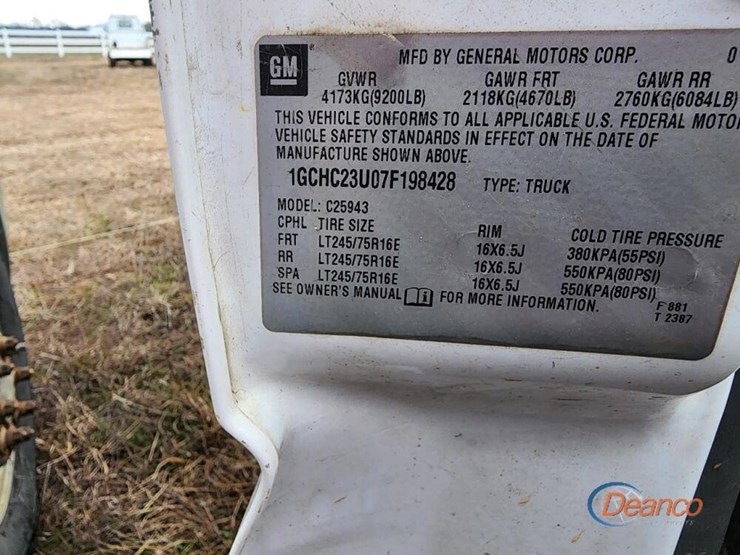 GM
MFD BY GENERAL MOTORS CORP. 0
GVWR GAWR FRT GAWR RR
4173KG(9200LB) 2118KG(4670LB) 2760KG(6084LB)
THIS VEHICLE CONFORMS TO ALL APPLICABLE U.S. FEDERAL MOTO
VEHICLE SAFETY STANDARDS IN EFFECT ON THE DATE OF
MANUFACTURE SHOWN ABOVE.
1GCHC23U07F198428 TYPE: TRUCK
MODEL: C25943
CPHL TIRE SIZE RIM COLD TIRE PRESSURE
FRT LT245/75R16E 16X6.5J 380KPA(55PSI)
RR LT245/75R16E 16X6.5J 550KPA(80PSI)
SPA LT245/75R16E 16X6.5J 550KPA(80PSI)
SEE OWNER'S MANUAL i FOR MORE INFORMATION.
F 881
T 2387
Deanco